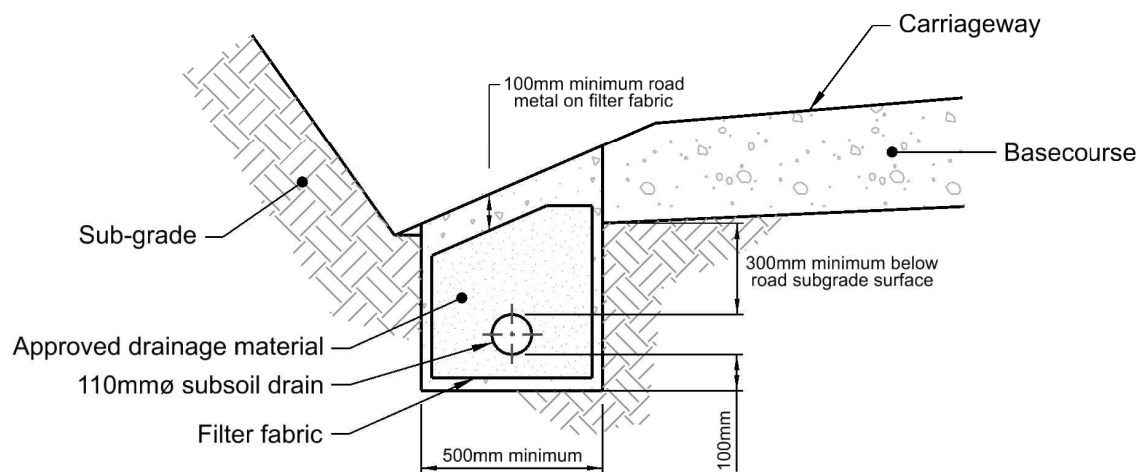 Carriageway
100mm minimum road
metal on filter fabric
Basecourse
Sub-grade
300mm minimum below
road subgrade surface
Approved drainage material
110mmø subsoil drain
Filter fabric
500mm minimum
100mm